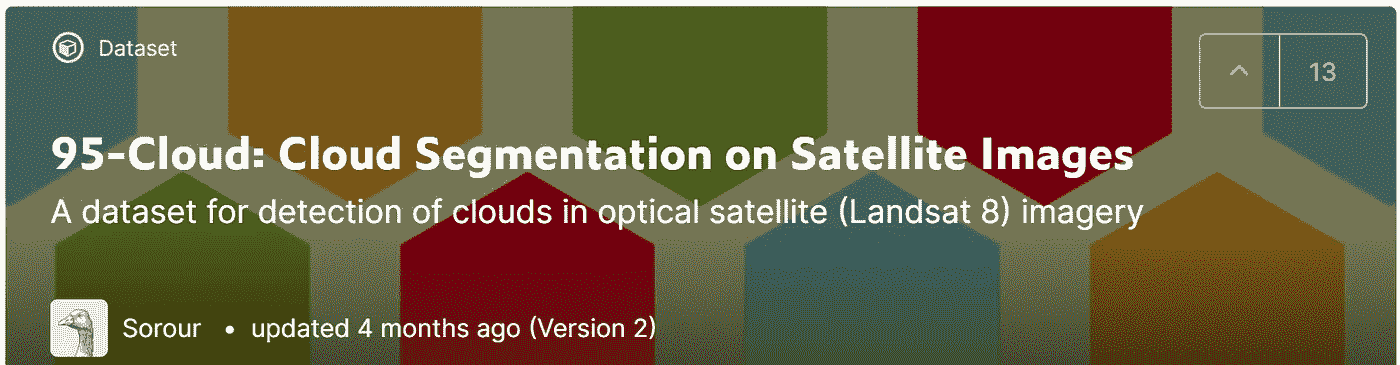 Dataset
13
95-Cloud: Cloud Segmentation on Satellite Images
A dataset for detection of clouds in optical satellite (Landsat 8) imagery
Sorour • updated 4 months ago (Version 2)